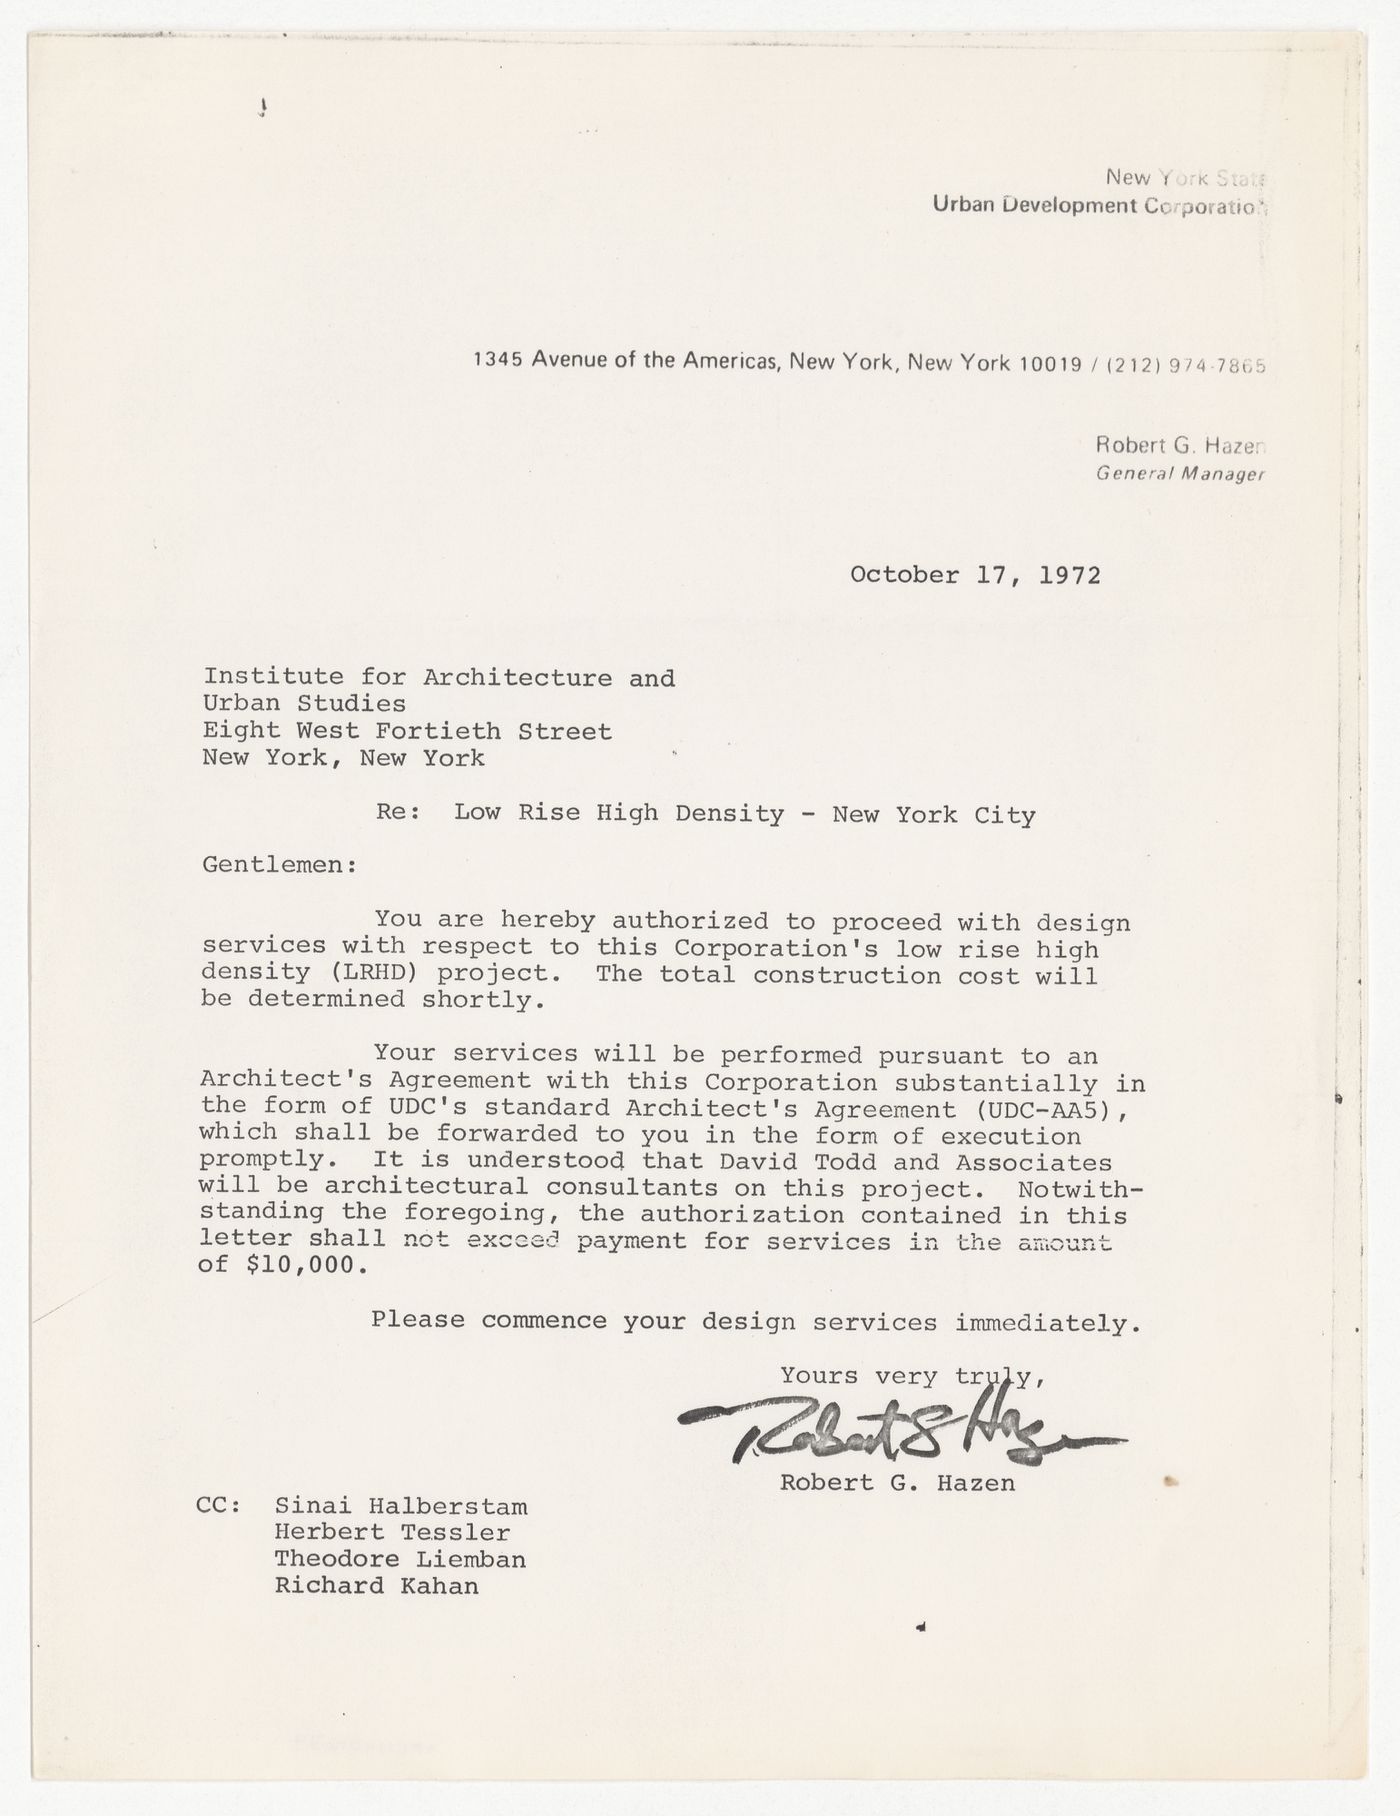 New York State
Urban Development Corporation
1345 Avenue of the Americas, New York, New York 10019 / (212) 974-7865
Robert G. Hazen
General Manager
October 17, 1972
Institute for Architecture and
Urban Studies
Eight West Fortieth Street
New York, New York
Re: Low Rise High Density - New York City
Gentlemen:
You are hereby authorized to proceed with design
services with respect to this Corporation's low rise high
density (LRHD) project. The total construction cost will
be determined shortly.
Your services will be performed pursuant to an
Architect's Agreement with this Corporation substantially in
the form of UDC's standard Architect's Agreement (UDC-AA5),
which shall be forwarded to you in the form of execution
promptly. It is understood that David Todd and Associates
will be architectural consultants on this project. Notwith-
standing the foregoing, the authorization contained in this
letter shall not exceed payment for services in the amount
of $10,000.
Please commence your design services immediately.
Yours very truly,
Robert G Hazen
Robert G. Hazen
CC: Sinai Halberstam
Herbert Tessler
Theodore Liemban
Richard Kahan